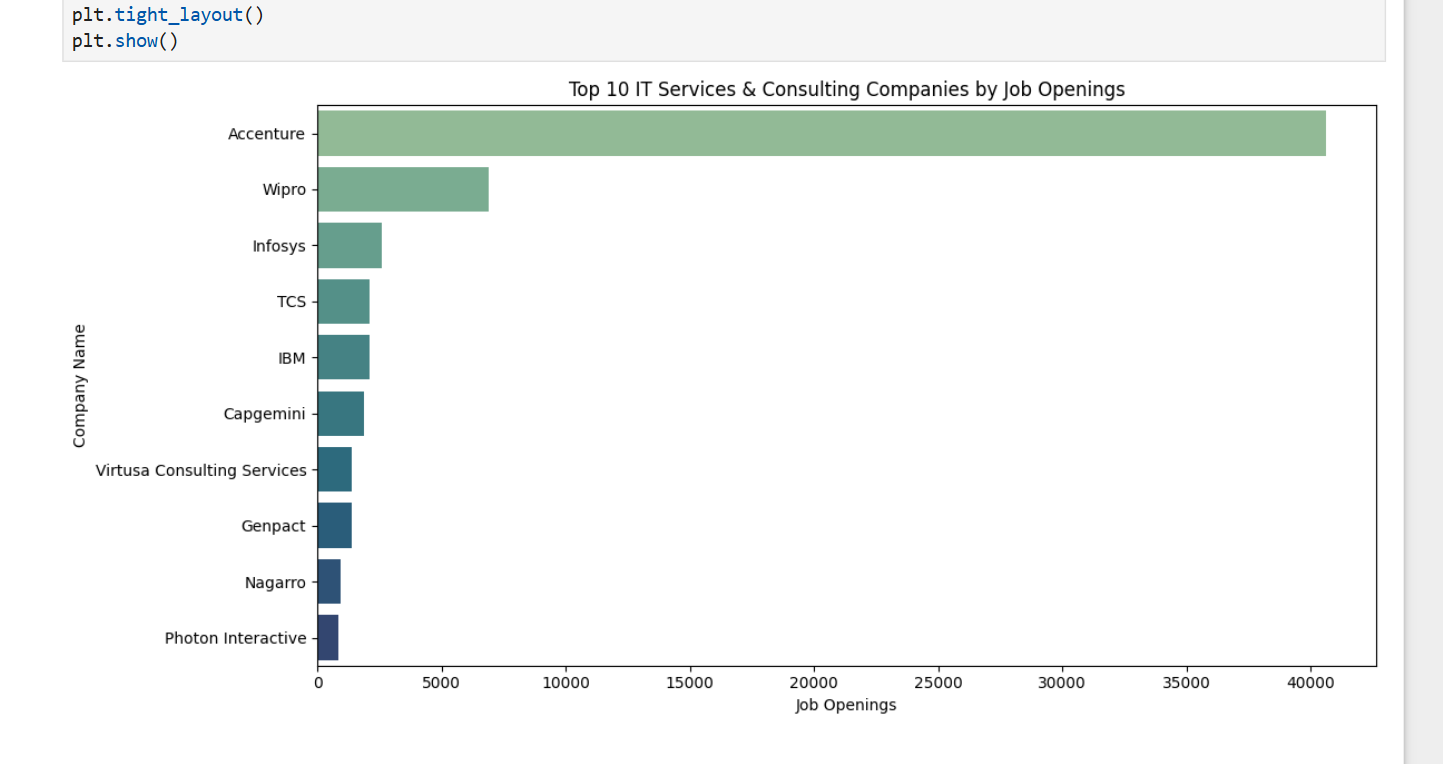 plt.tight_layout()
plt.show()
Top 10 IT Services & Consulting Companies by Job Openings
Company Name
Accenture
Wipro
Infosys
TCS
IBM
Capgemini
Virtusa Consulting Services
Genpact
Nagarro
Photon Interactive
0 5000 10000 15000 20000 25000 30000 35000 40000
Job Openings